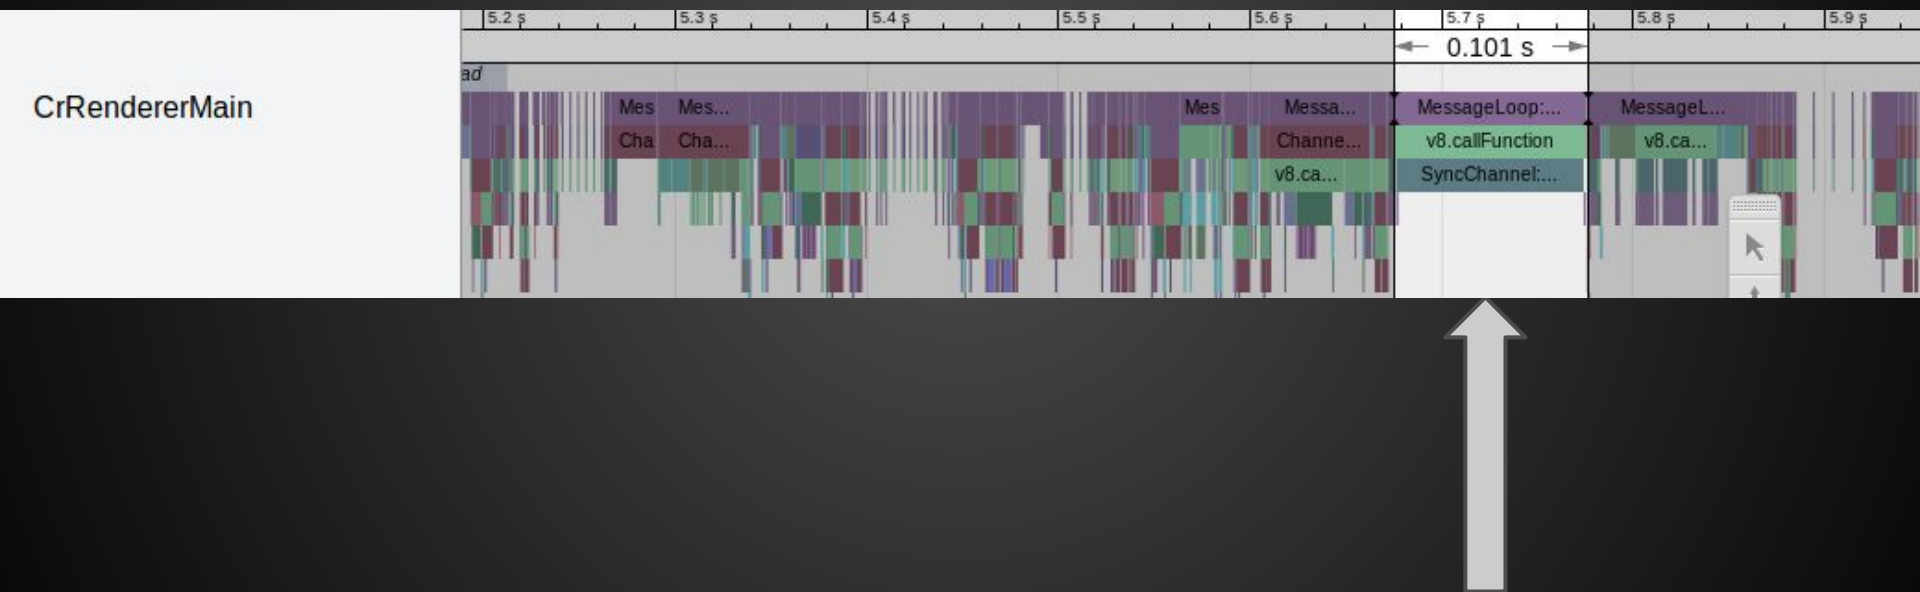 5.2 s 5.3 s 5.4 s 5.5 s 5.6 s 5.7 s 5.8 s 5.9 s
0.101 s
ad
CrRendererMain Mes Mes... Mes Messa... MessageLoop:... MessageL...
Cha Cha... Channe... v8.callFunction v8.ca...
v8.ca... SyncChannel:...